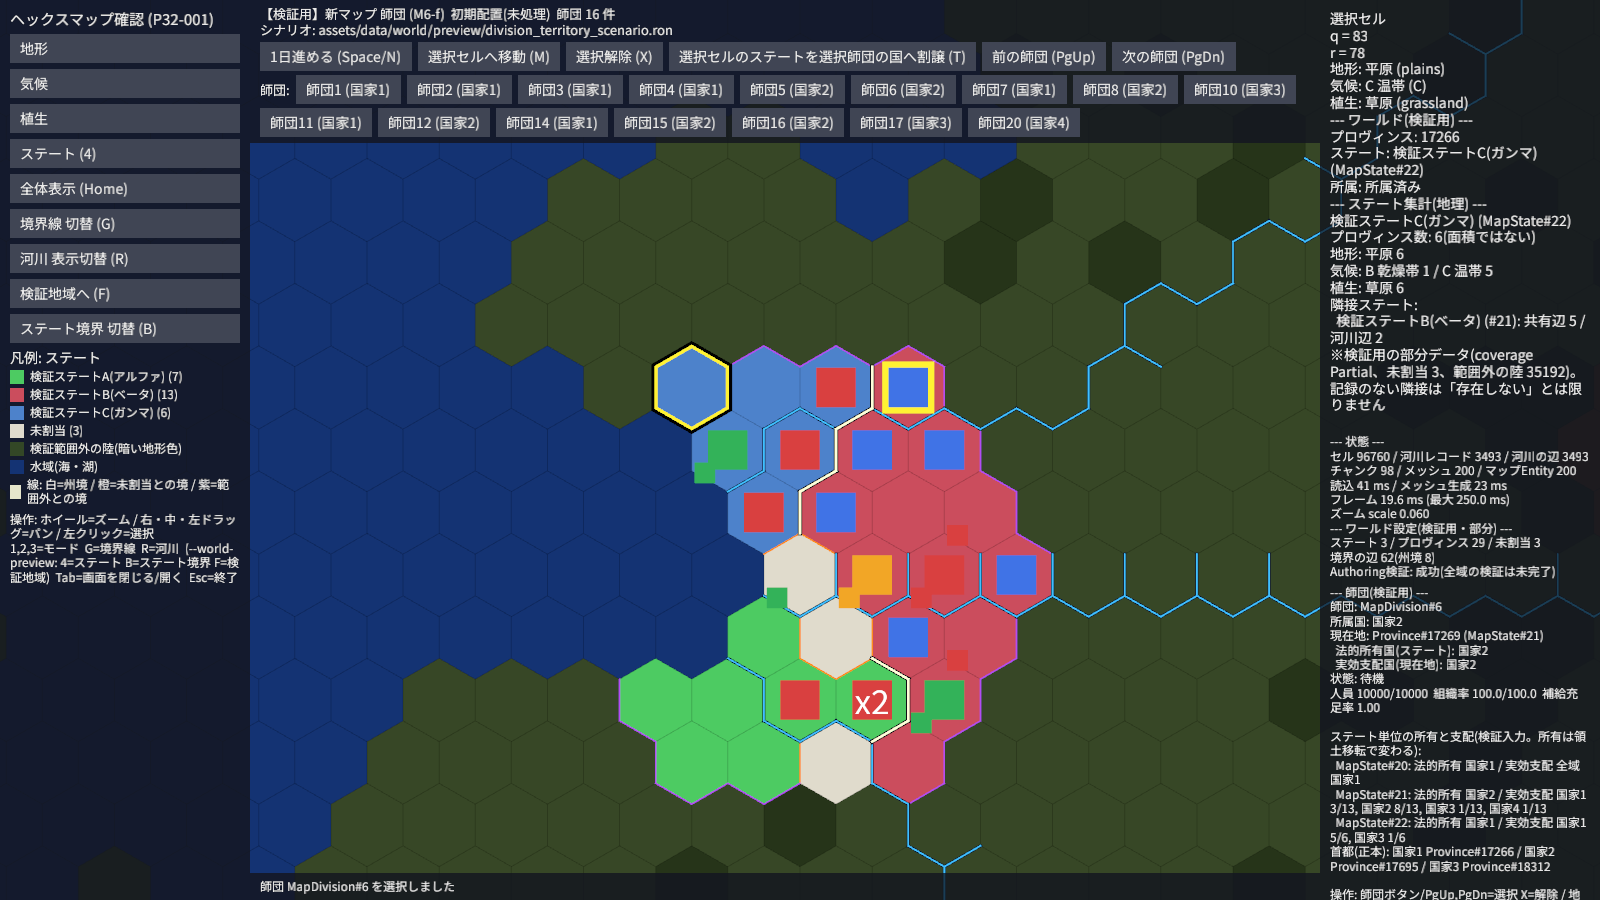 ヘックスマップ確認 (P32-001)
地形
気候
植生
ステート (4)
全体表示 (Home)
境界線 切替 (G)
河川 表示切替 (R)
検証地域へ (F)
ステート境界 切替 (B)
凡例: ステート
検証ステートA(アルファ) (7)
検証ステートB(ベータ) (13)
検証ステートC(ガンマ) (6)
未割当 (3)
検証範囲外の陸(暗い地形色)
水域(海・湖)
線: 白=州境 / 橙=未割当との境 / 紫=範
囲外との境
操作: ホイール=ズーム / 右・中・左ドラッ
グ=パン / 左クリック=選択
1,2,3=モード G=境界線 R=河川 (--world-
preview: 4=ステート B=ステート境界 F=検
証地域) Tab=画面を閉じる/開く Esc=終了
【検証用】新マップ 師団 (M6-f) 初期配置(未処理) 師団 16 件
シナリオ: assets/data/world/preview/division_territory_scenario.ron
1日進める (Space/N)
選択セルへ移動 (M)
選択解除 (X)
選択セルのステートを選択師団の国へ割譲 (T)
前の師団 (PgUp)
次の師団 (PgDn)
師団:
師団1 (国家1)
師団2 (国家1)
師団3 (国家1)
師団4 (国家1)
師団5 (国家2)
師団6 (国家2)
師団7 (国家1)
師団8 (国家2)
師団10 (国家3)
師団11 (国家1)
師団12 (国家2)
師団14 (国家1)
師団15 (国家2)
師団16 (国家2)
師団17 (国家3)
師団20 (国家4)
x2
師団 MapDivision#6 を選択しました
選択セル
q = 83
r = 78
地形: 平原 (plains)
気候: C 温帯 (C)
植生: 草原 (grassland)
--- ワールド(検証用) ---
プロヴィンス: 17266
ステート: 検証ステートC(ガンマ)
(MapState#22)
所属: 所属済み
--- ステート集計(地理) ---
検証ステートC(ガンマ) (MapState#22)
プロヴィンス数: 6(面積ではない)
地形: 平原 6
気候: B 乾燥帯 1 / C 温帯 5
植生: 草原 6
隣接ステート:
検証ステートB(ベータ) (#21): 共有辺 5 /
河川辺 2
※検証用の部分データ(coverage
Partial、未割当 3、範囲外の陸 35192)。
記録のない隣接は「存在しない」とは限
りません
--- 状態 ---
セル 96760 / 河川レコード 3493 / 河川の辺 3493
チャンク 98 / メッシュ 200 / マップEntity 200
読込 41 ms / メッシュ生成 23 ms
フレーム 19.6 ms (最大 250.0 ms)
ズーム scale 0.060
--- ワールド設定(検証用・部分) ---
ステート 3 / プロヴィンス 29 / 未割当 3
境界の辺 62(州境 8)
Authoring検証: 成功(全域の検証は未完了)
--- 師団(検証用) ---
師団: MapDivision#6
所属国: 国家2
現在地: Province#17269 (MapState#21)
法的所有国(ステート): 国家2
実効支配国(現在地): 国家2
状態: 待機
人員 10000/10000 組織率 100.0/100.0 補給充
足率 1.00
ステート単位の所有と支配(検証入力。所有は領
土移転で変わる):
MapState#20: 法的所有 国家1 / 実効支配 全域
国家1
MapState#21: 法的所有 国家2 / 実効支配 国家1
3/13, 国家2 8/13, 国家3 1/13, 国家4 1/13
MapState#22: 法的所有 国家1 / 実効支配 国家1
5/6, 国家3 1/6
首都(正本): 国家1 Province#17266 / 国家2
Province#17695 / 国家3 Province#18312
操作: 師団ボタン/PgUp,PgDn=選択 X=解除 / 地